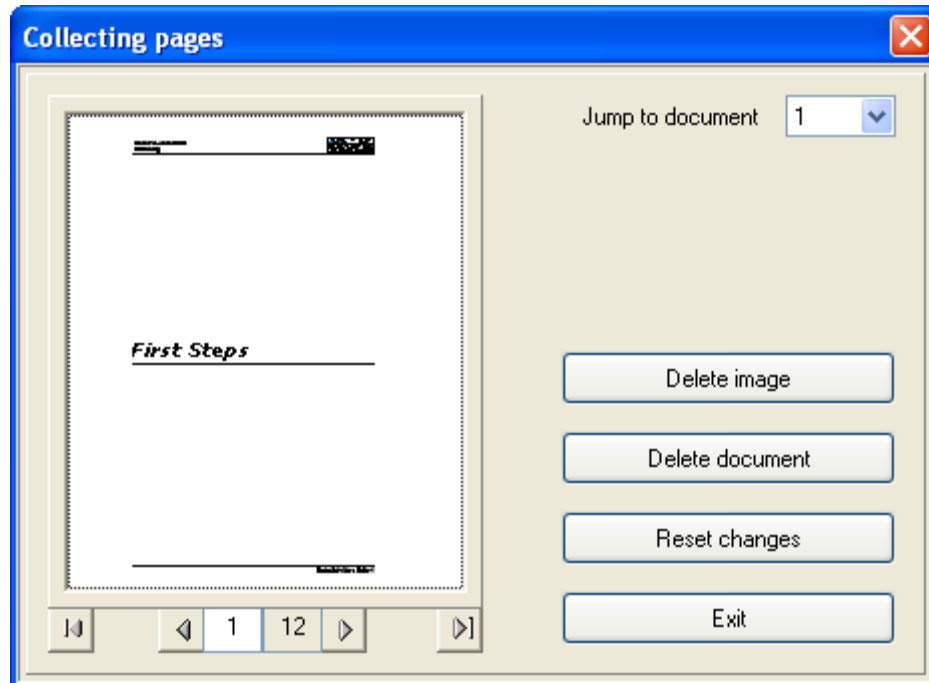 Collecting pages
Jump to document 1
First Steps
Delete image
Delete document
Reset changes
Exit
1 12